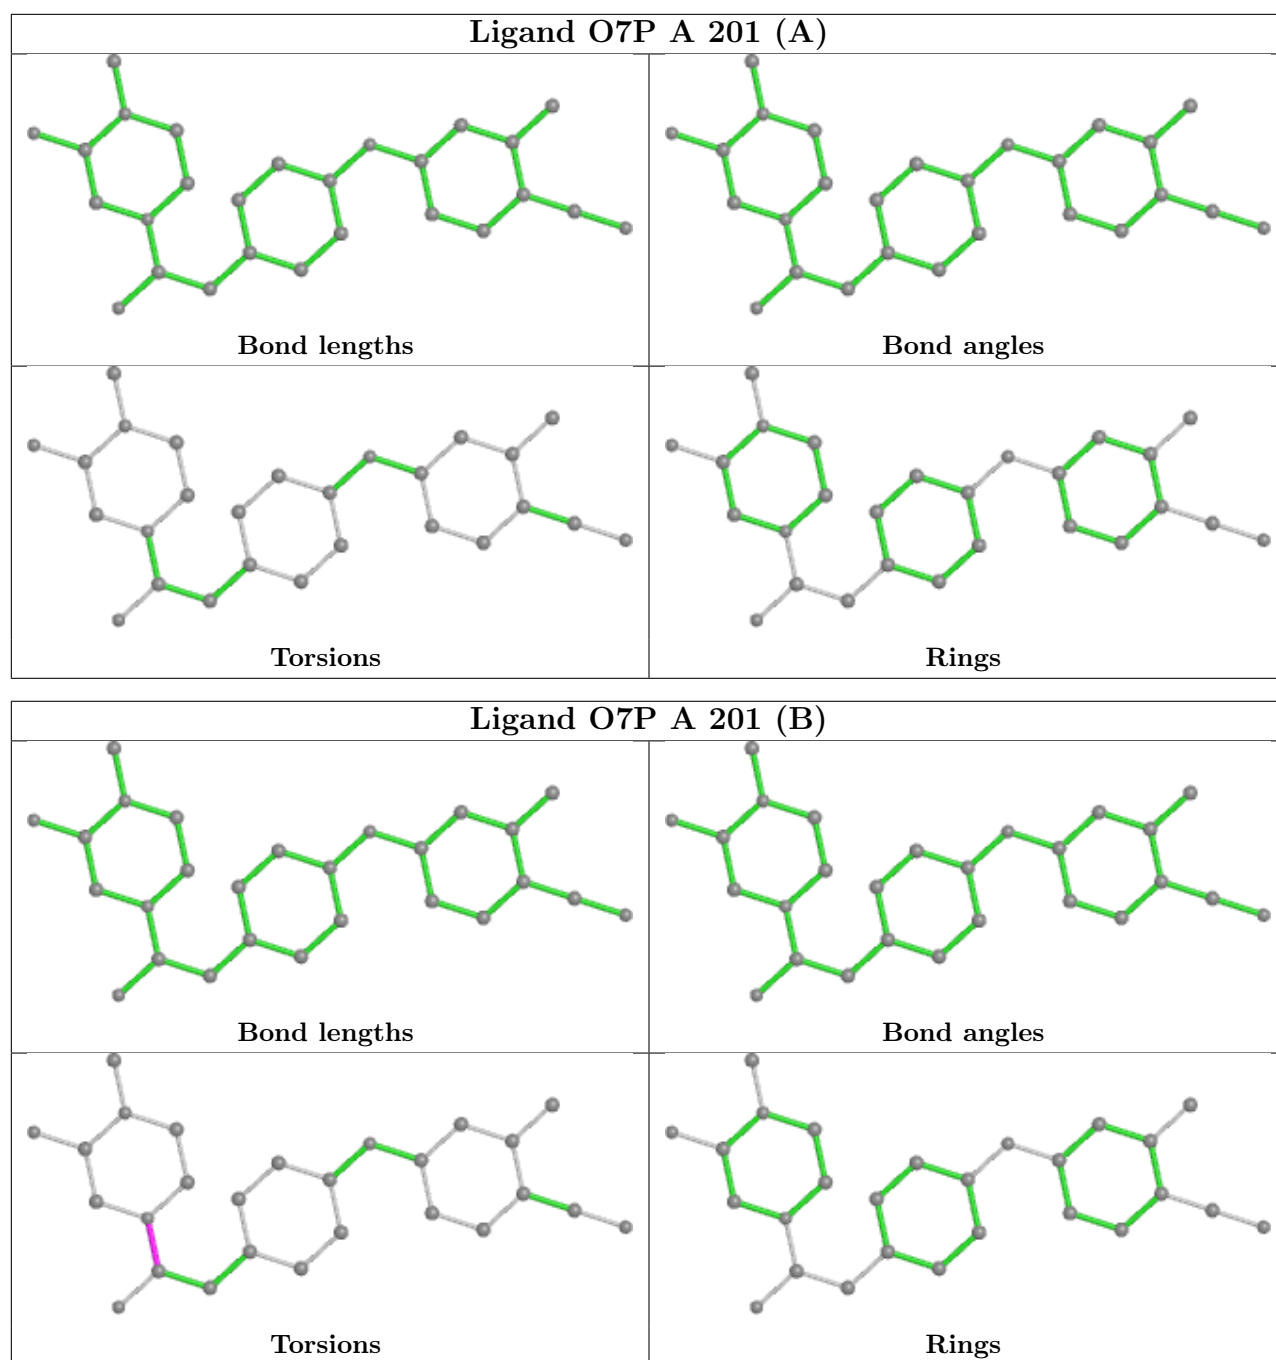 Ligand O7P A 201 (A)
Bond lengths
Bond angles
Torsions
Rings
Ligand O7P A 201 (B)
Bond lengths
Bond angles
Torsions
Rings